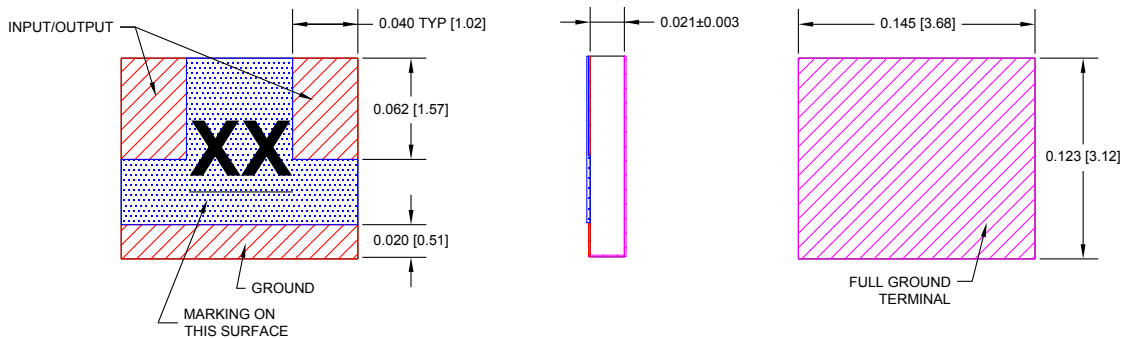 INPUT/OUTPUT
0.040 TYP [1.02]
0.062 [1.57]
XX
0.020 [0.51]
GROUND
MARKING ON
THIS SURFACE
0.021±0.003
0.145 [3.68]
0.123 [3.12]
FULL GROUND
TERMINAL